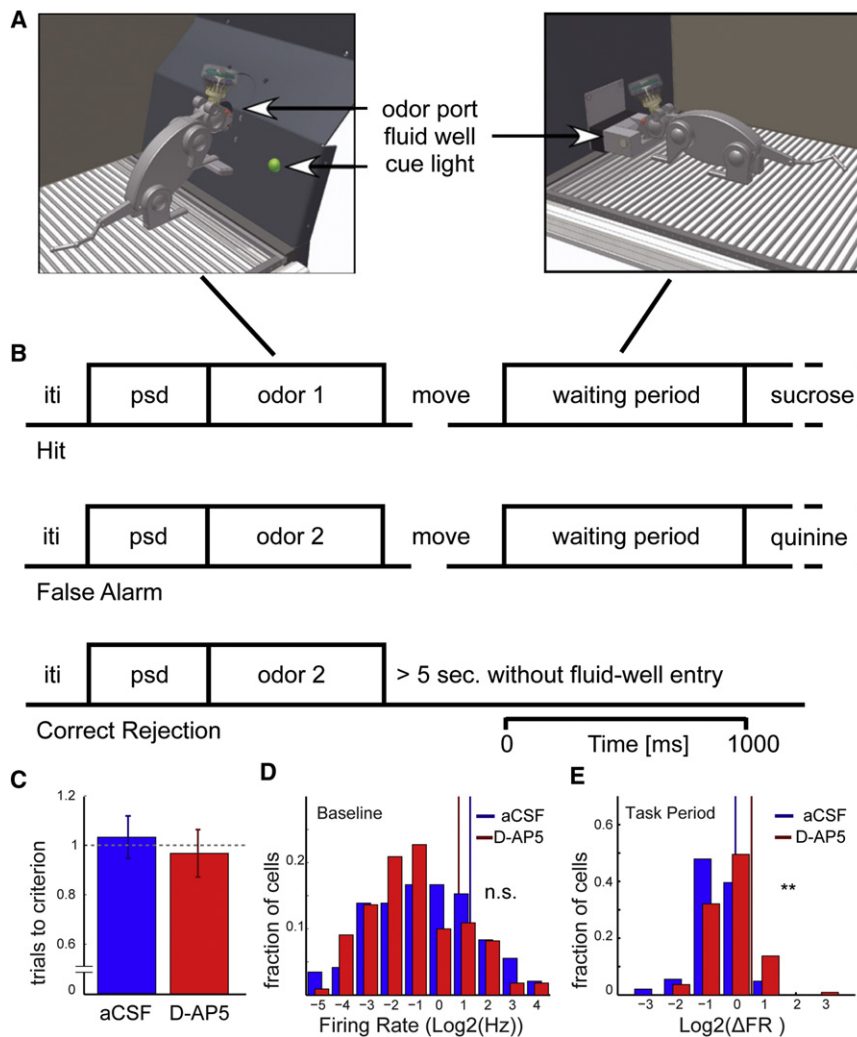 A
odor port
fluid well
cue light
B
iti psd odor 1 move waiting period sucrose
Hit
iti psd odor 2 move waiting period quinine
False Alarm
iti psd odor 2 > 5 sec. without fluid-well entry
Correct Rejection
0 Time [ms] 1000
C
trials to criterion
1.2
1
0.8
0.6
0
aCSF D-AP5
D
Baseline
aCSF
D-AP5
n.s.
fraction of cells
0.2
0.1
-5 -4 -3 -2 -1 0 1 2 3 4
Firing Rate (Log2(Hz))
E
Task Period
aCSF
D-AP5
**
fraction of cells
0.6
0.4
0.2
0
-3 -2 -1 0 1 2 3
Log2(ΔFR )